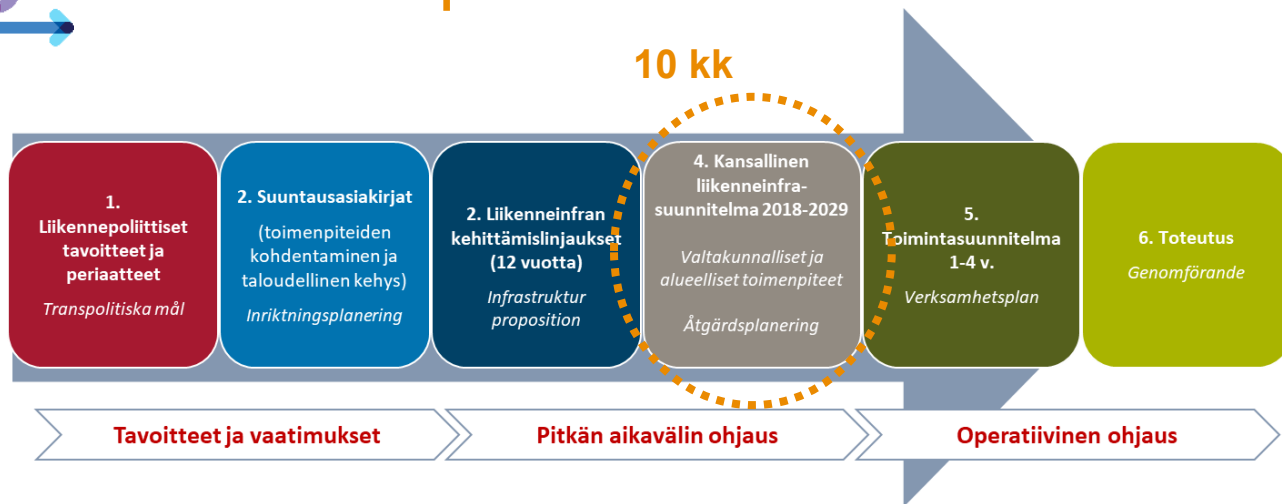 10 kk
1.
Liikennepoliittiset
tavoitteet ja
periaatteet
Transpolitiska mål
2. Suuntausasiakirjat
(toimenpiteiden
kohdentaminen ja
taloudellinen kehys)
Inriktningsplanering
2. Liikenneinfran
kehittämislinjaukset
(12 vuotta)
Infrastruktur
proposition
4. Kansallinen
liikenneinfra-
suunnitelma 2018-2029
Valtakunnalliset ja
alueelliset toimenpiteet
Åtgärdsplanering
5.
Toimintasuunnitelma
1-4 v.
Verksamhetsplan
6. Toteutus
Genomförande
Tavoitteet ja vaatimukset
Pitkän aikavälin ohjaus
Operatiivinen ohjaus